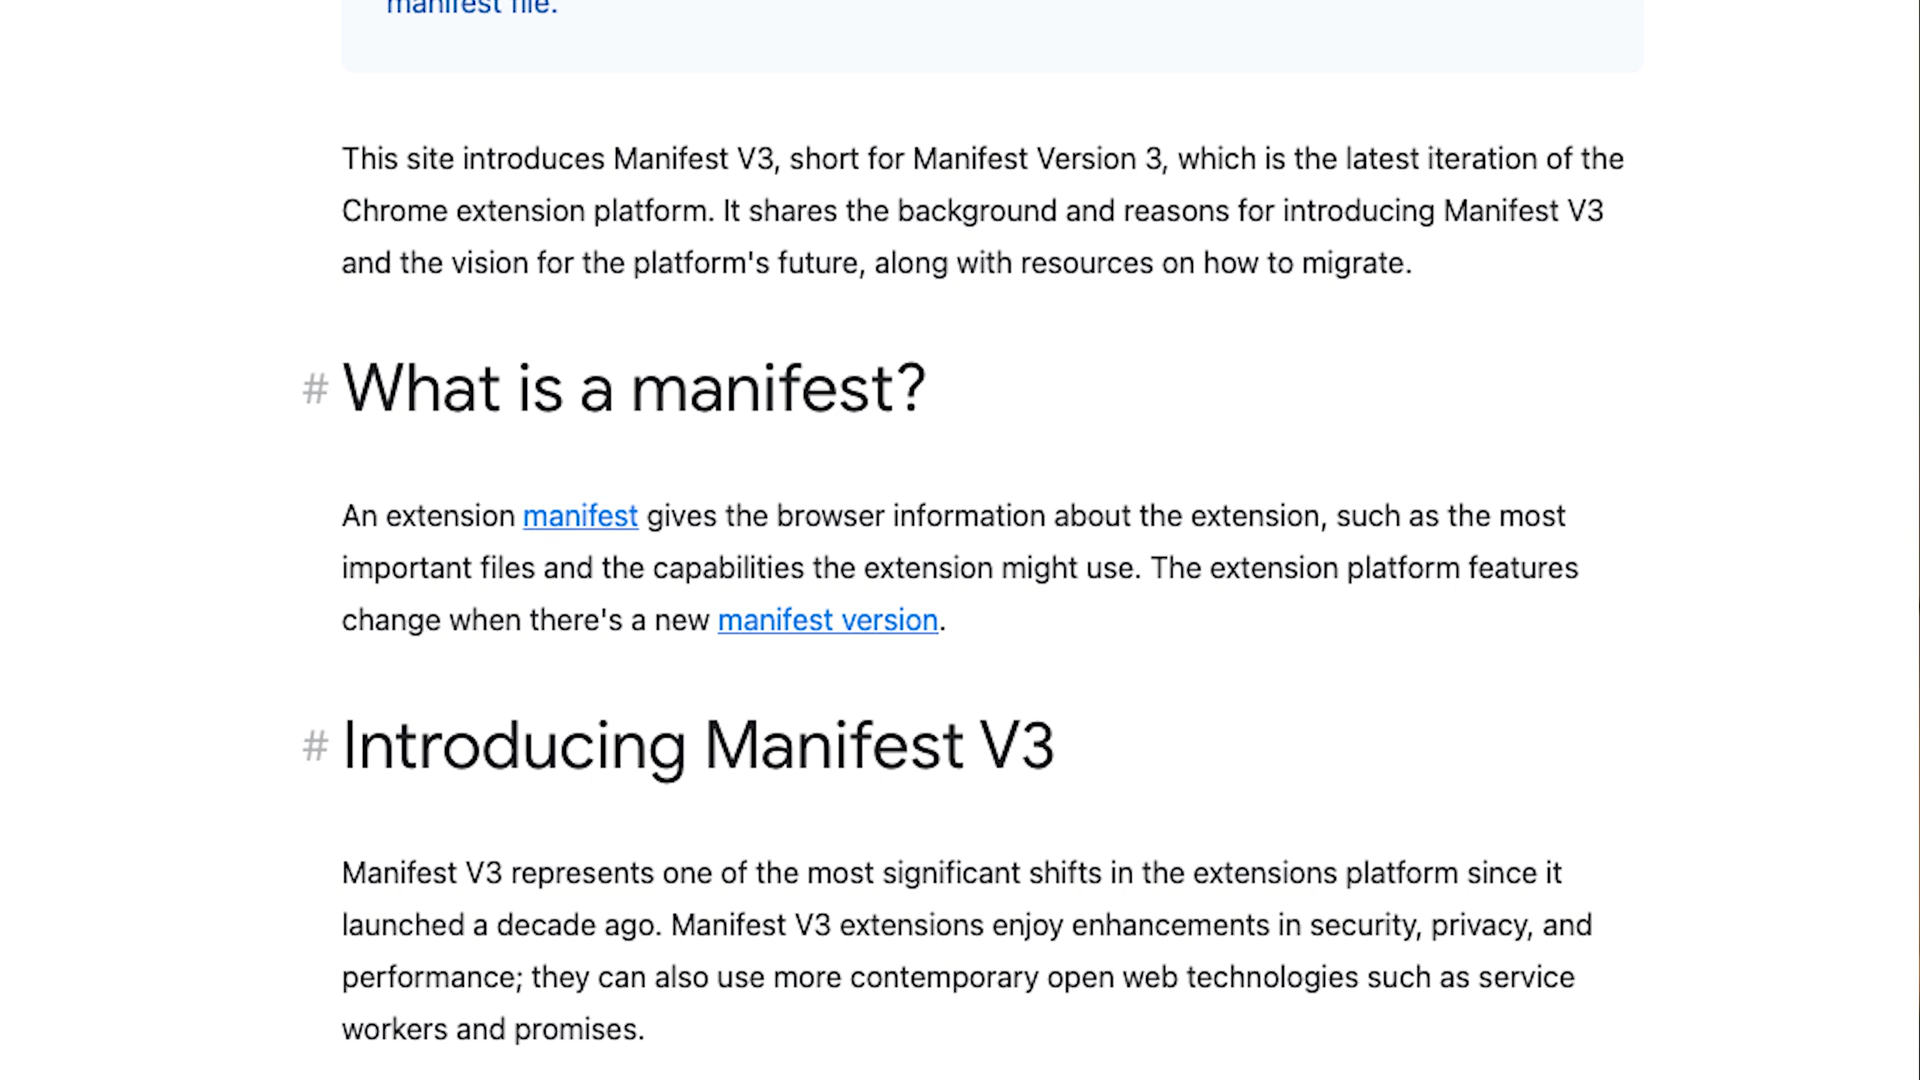 manifest file.
This site introduces Manifest V3, short for Manifest Version 3, which is the latest iteration of the
Chrome extension platform. It shares the background and reasons for introducing Manifest V3
and the vision for the platform's future, along with resources on how to migrate.
# What is a manifest?
An extension manifest gives the browser information about the extension, such as the most
important files and the capabilities the extension might use. The extension platform features
change when there's a new manifest version.
# Introducing Manifest V3
Manifest V3 represents one of the most significant shifts in the extensions platform since it
launched a decade ago. Manifest V3 extensions enjoy enhancements in security, privacy, and
performance; they can also use more contemporary open web technologies such as service
workers and promises.